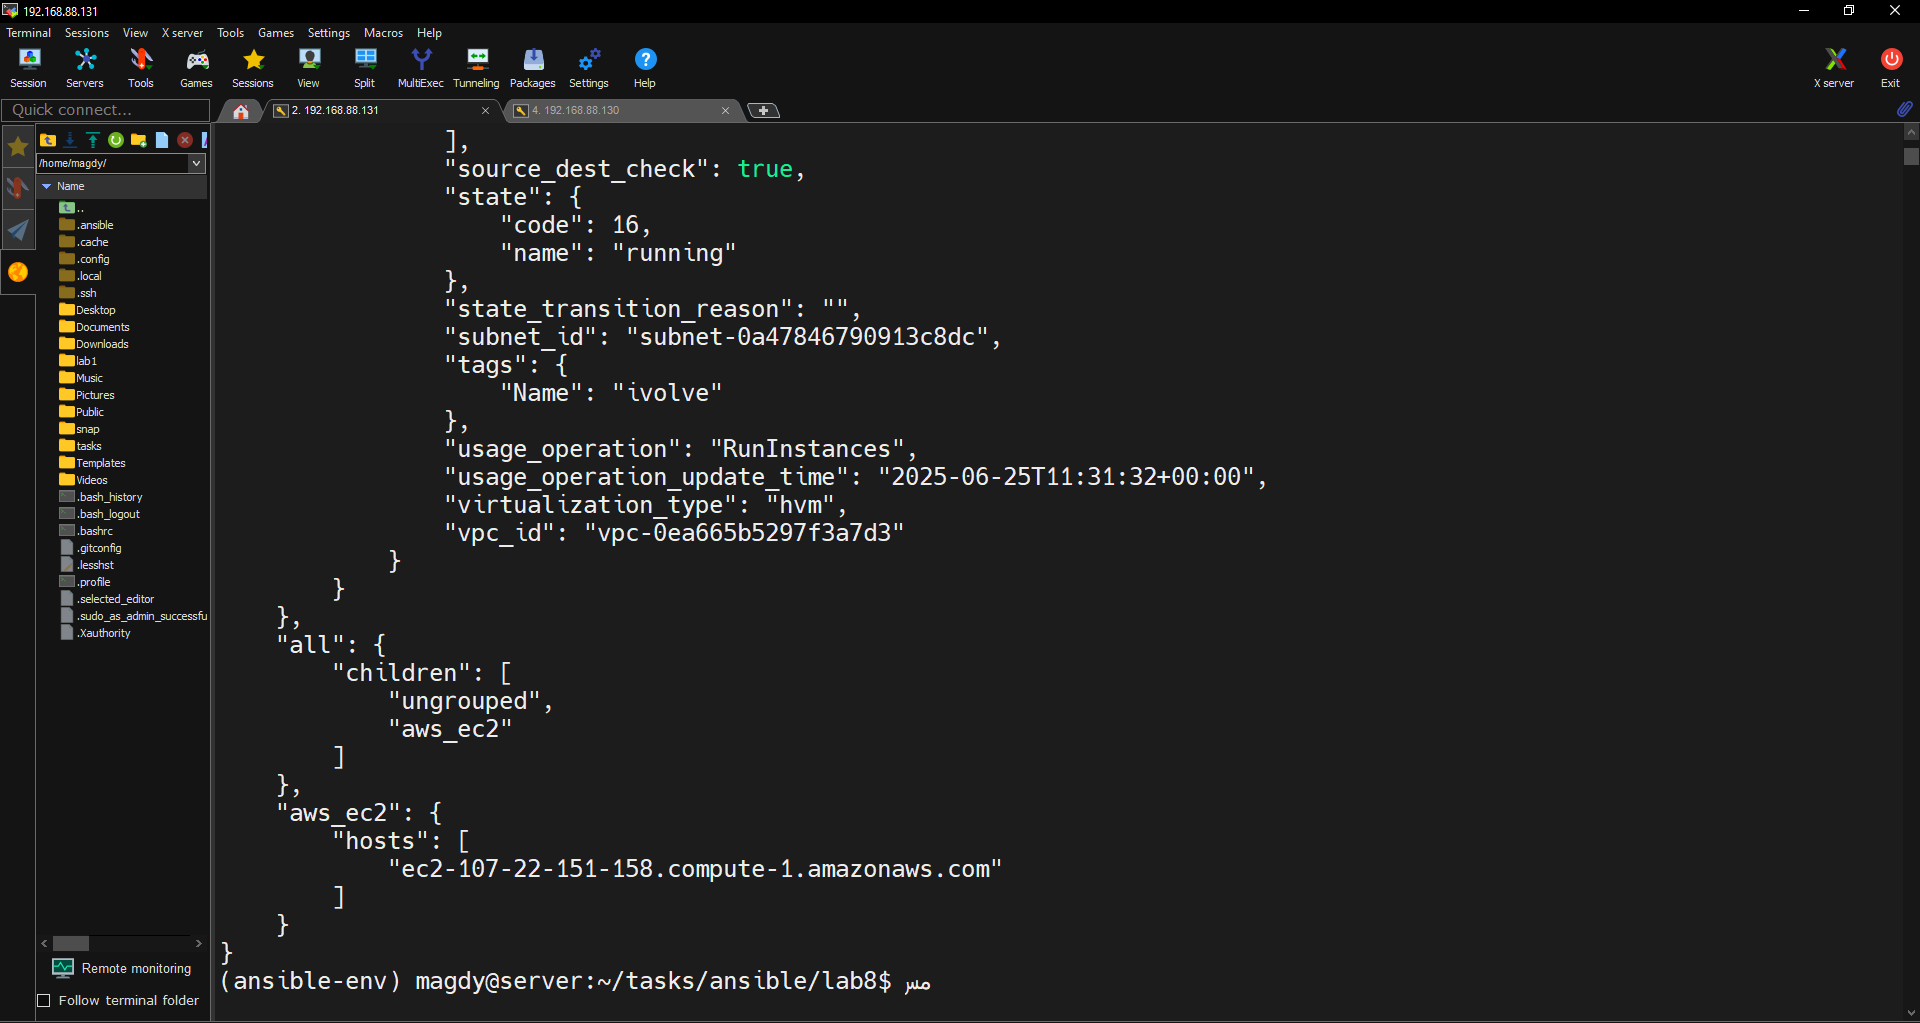 192.168.88.131
Terminal Sessions View X server Tools Games Settings Macros Help
Session Servers Tools Games Sessions View Split MultiExec Tunneling Packages Settings Help X server Exit
Quick connect...
2. 192.168.88.131
4. 192.168.88.130
/home/magdy/
Name
..
.ansible
.cache
.config
.local
.ssh
Desktop
Documents
Downloads
lab1
Music
Pictures
Public
snap
tasks
Templates
Videos
.bash_history
.bash_logout
.bashrc
.gitconfig
.lesshst
.profile
.selected_editor
.sudo_as_admin_successfu
.Xauthority
Remote monitoring
Follow terminal folder
],
"source_dest_check": true,
"state": {
"code": 16,
"name": "running"
},
"state_transition_reason": "",
"subnet_id": "subnet-0a47846790913c8dc",
"tags": {
"Name": "ivolve"
},
"usage_operation": "RunInstances",
"usage_operation_update_time": "2025-06-25T11:31:32+00:00",
"virtualization_type": "hvm",
"vpc_id": "vpc-0ea665b5297f3a7d3"
}
}
},
"all": {
"children": [
"ungrouped",
"aws_ec2"
]
},
"aws_ec2": {
"hosts": [
"ec2-107-22-151-158.compute-1.amazonaws.com"
]
}
}
(ansible-env) magdy@server:~/tasks/ansible/lab8$